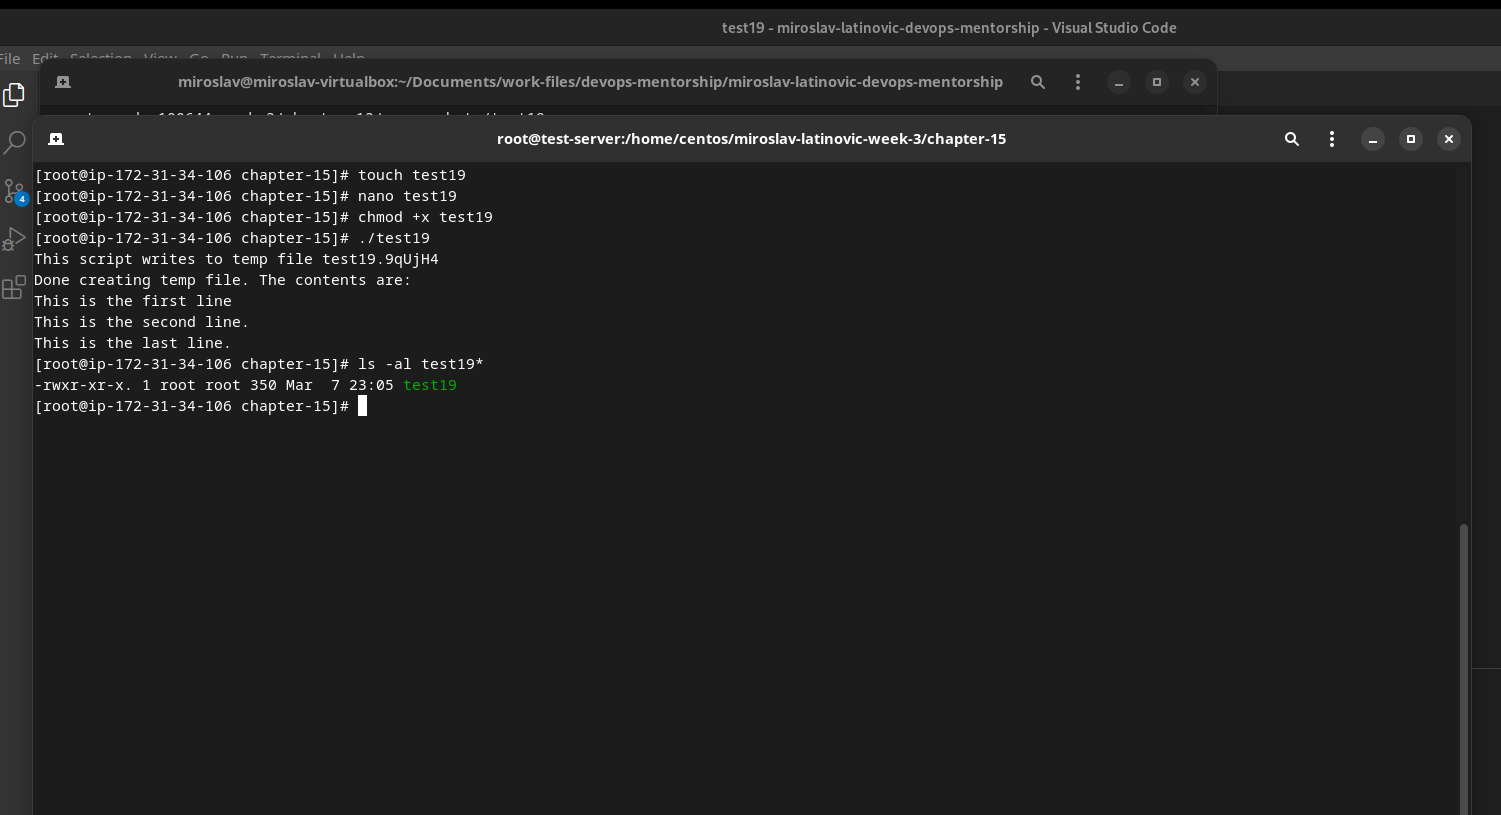 test19 - miroslav-latinovic-devops-mentorship - Visual Studio Code
File Edit Selection View Go Run Terminal Help
miroslav@miroslav-virtualbox:~/Documents/work-files/devops-mentorship/miroslav-latinovic-devops-mentorship
root@test-server:/home/centos/miroslav-latinovic-week-3/chapter-15
4
[root@ip-172-31-34-106 chapter-15]# touch test19
[root@ip-172-31-34-106 chapter-15]# nano test19
[root@ip-172-31-34-106 chapter-15]# chmod +x test19
[root@ip-172-31-34-106 chapter-15]# ./test19
This script writes to temp file test19.9qUjH4
Done creating temp file. The contents are:
This is the first line
This is the second line.
This is the last line.
[root@ip-172-31-34-106 chapter-15]# ls -al test19*
-rwxr-xr-x. 1 root root 350 Mar  7 23:05 test19
[root@ip-172-31-34-106 chapter-15]#